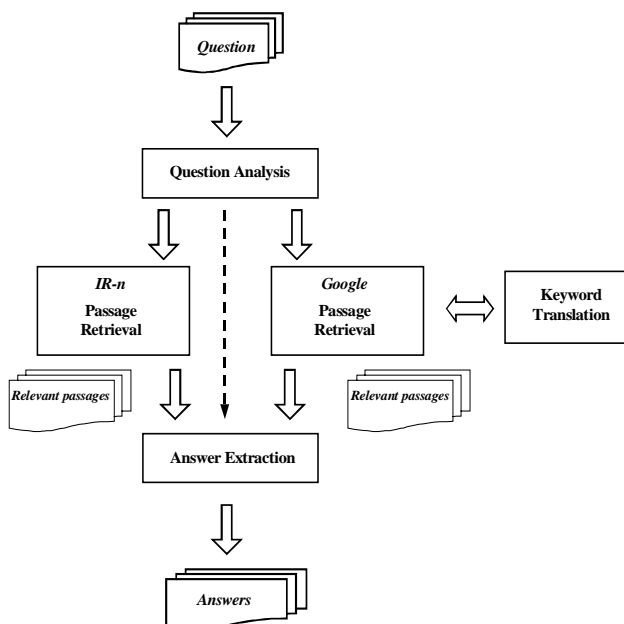 Question
Question Analysis
IR-n
Passage
Retrieval
Google
Passage
Retrieval
Keyword
Translation
Relevant passages
Relevant passages
Answer Extraction
Answers